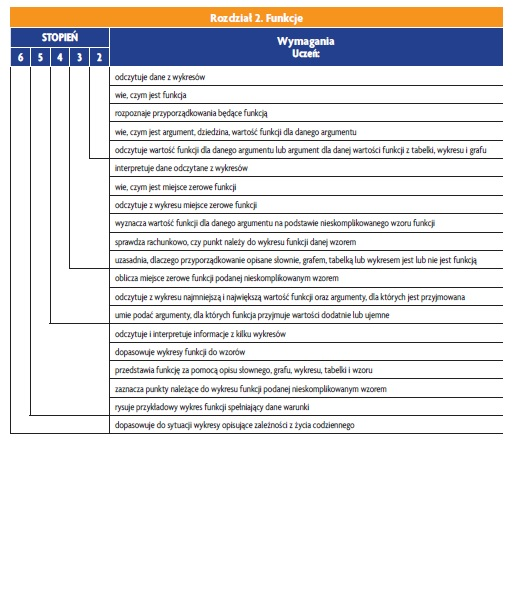 Rozdział 2. Funkcje
STOPIEŃ
Wymagania
Uczeń:
6 5 4 3 2
odczytuje dane z wykresów
wie, czym jest funkcja
rozpoznaje przyporządkowania będące funkcją
wie, czym jest argument, dziedzina, wartość funkcji dla danego argumentu
odczytuje wartość funkcji dla danego argumentu lub argument dla danej wartości funkcji z tabelki, wykresu i grafu
interpretuje dane odczytane z wykresów
wie, czym jest miejsce zerowe funkcji
odczytuje z wykresu miejsce zerowe funkcji
wyznacza wartość funkcji dla danego argumentu na podstawie nieskomplikowanego wzoru funkcji
sprawdza rachunkowo, czy punkt należy do wykresu funkcji danej wzorem
uzasadnia, dlaczego przyporządkowanie opisane słownie, grafem, tabelką lub wykresem jest lub nie jest funkcją
oblicza miejsce zerowe funkcji podanej nieskomplikowanym wzorem
odczytuje z wykresu najmniejszą i największą wartość funkcji oraz argumenty, dla których jest przyjmowana
umie podać argumenty, dla których funkcja przyjmuje wartości dodatnie lub ujemne
odczytuje i interpretuje informacje z kilku wykresów
dopasowuje wykresy funkcji do wzorów
przedstawia funkcję za pomocą opisu słownego, grafu, wykresu, tabelki i wzoru
zaznacza punkty należące do wykresu funkcji podanej nieskomplikowanym wzorem
rysuje przykładowy wykres funkcji spełniający dane warunki
dopasowuje do sytuacji wykresy opisujące zależności z życia codziennego